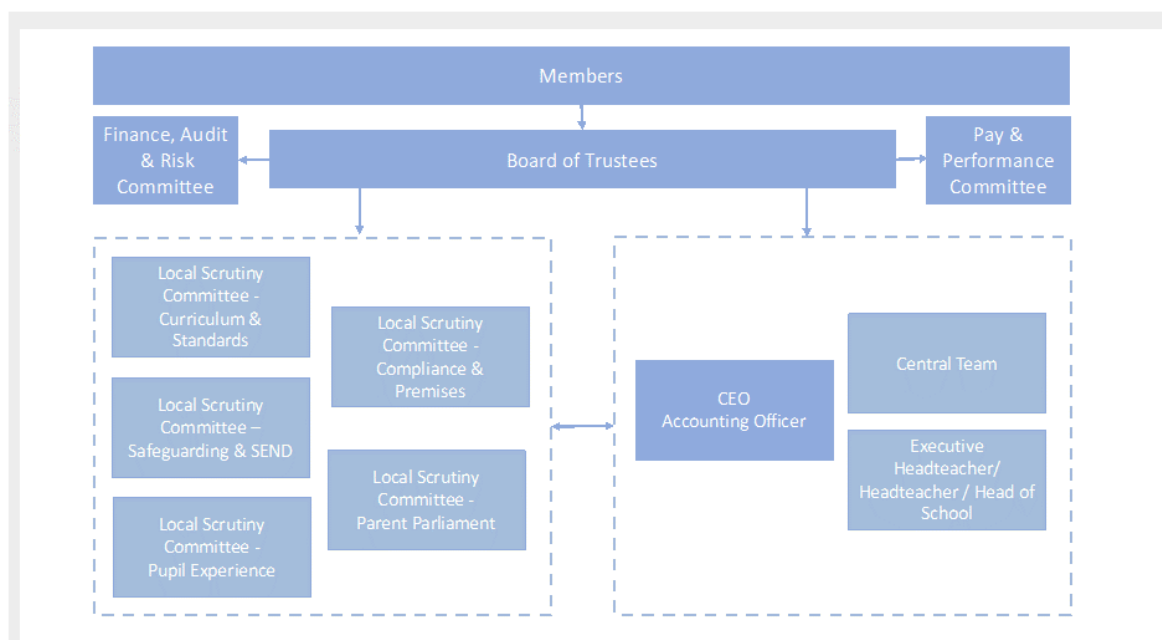 Members
Finance, Audit
& Risk
Committee
Board of Trustees
Pay &
Performance
Committee
Local Scrutiny
Committee -
Curriculum &
Standards
Local Scrutiny
Committee –
Safeguarding & SEND
Local Scrutiny
Committee -
Pupil Experience
Local Scrutiny
Committee -
Compliance &
Premises
Local Scrutiny
Committee -
Parent Parliament
CEO
Accounting Officer
Central Team
Executive
Headteacher/
Headteacher / Head of
School